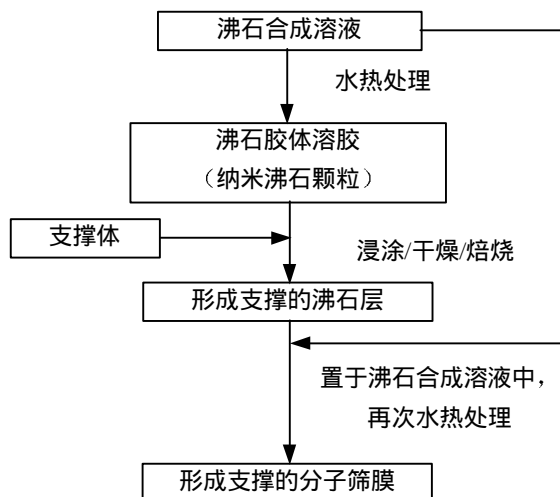 沸石合成溶液
水热处理
沸石胶体溶胶
（纳米沸石颗粒）
支撑体
浸涂/干燥/焙烧
形成支撑的沸石层
置于沸石合成溶液中，
再次水热处理
形成支撑的分子筛膜